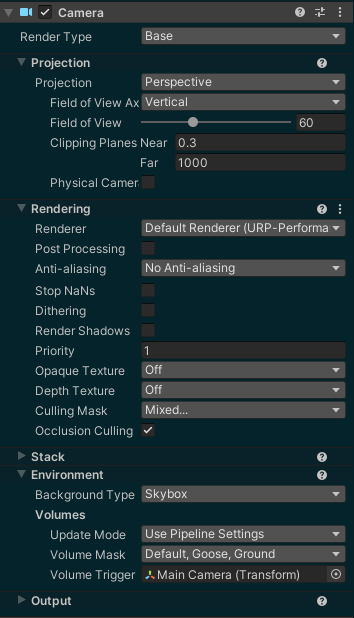 Camera
Render Type Base
Projection
Projection Perspective
Field of View Ax Vertical
Field of View 60
Clipping Planes Near 0.3
Far 1000
Physical Camer
Rendering
Renderer Default Renderer (URP-Performa
Post Processing
Anti-aliasing No Anti-aliasing
Stop NaNs
Dithering
Render Shadows
Priority 1
Opaque Texture Off
Depth Texture Off
Culling Mask Mixed...
Occlusion Culling
Stack
Environment
Background Type Skybox
Volumes
Update Mode Use Pipeline Settings
Volume Mask Default, Goose, Ground
Volume Trigger Main Camera (Transform)
Output